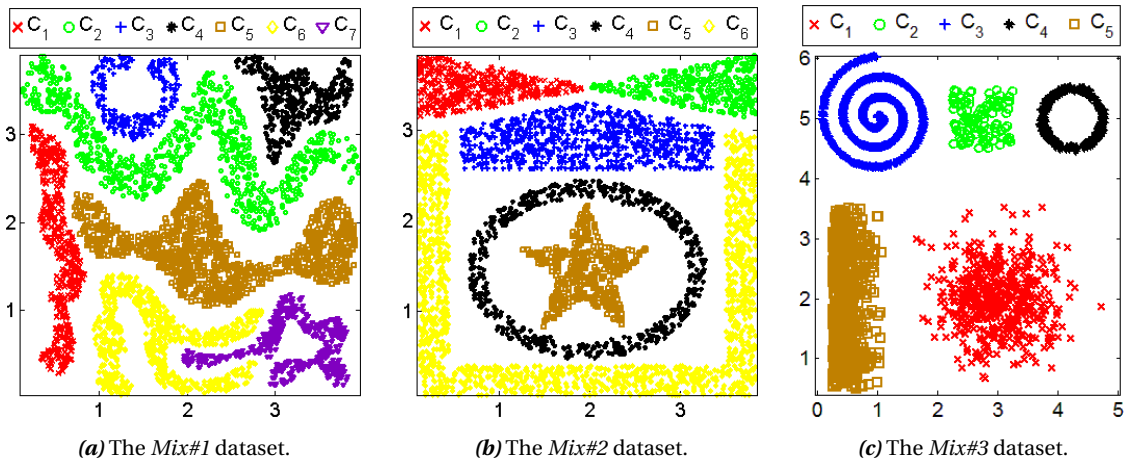 C1 C2 C3 C4 C5 C6 C7
3
2
1
1 2 3
(a) The Mix#1 dataset.
C1 C2 C3 C4 C5 C6
3
2
1
1 2 3
(b) The Mix#2 dataset.
C1 C2 C3 C4 C5
6
5
4
3
2
1
0 1 2 3 4 5
(c) The Mix#3 dataset.